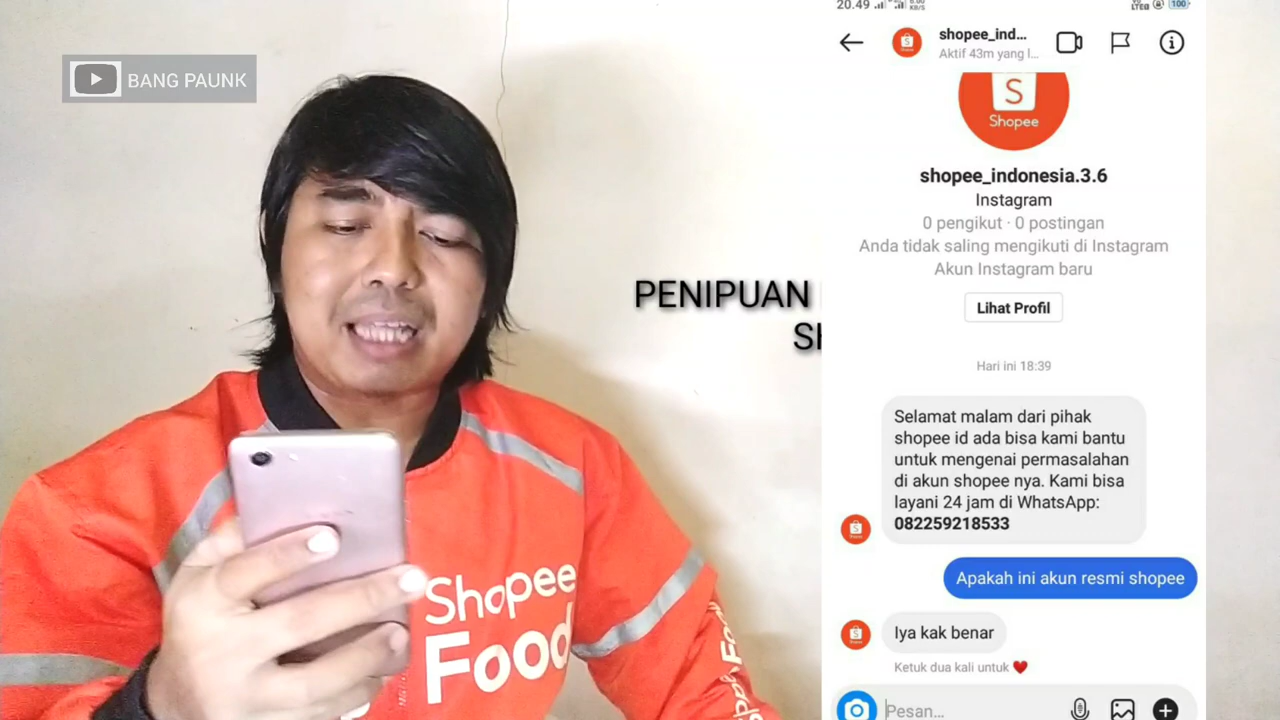 BANG PAUNK
PENIPUAN
20.49
100
shopee_ind...
Aktif 43m yang l...
S
Shopee
shopee_indonesia.3.6
Instagram
0 pengikut · 0 postingan
Anda tidak saling mengikuti di Instagram
Akun Instagram baru
Lihat Profil
Hari ini 18:39
Selamat malam dari pihak
shopee id ada bisa kami bantu
untuk mengenai permasalahan
di akun shopee nya. Kami bisa
layani 24 jam di WhatsApp:
082259218533
Apakah ini akun resmi shopee
Iya kak benar
Ketuk dua kali untuk ❤️
Pesan...
Shopee
Food